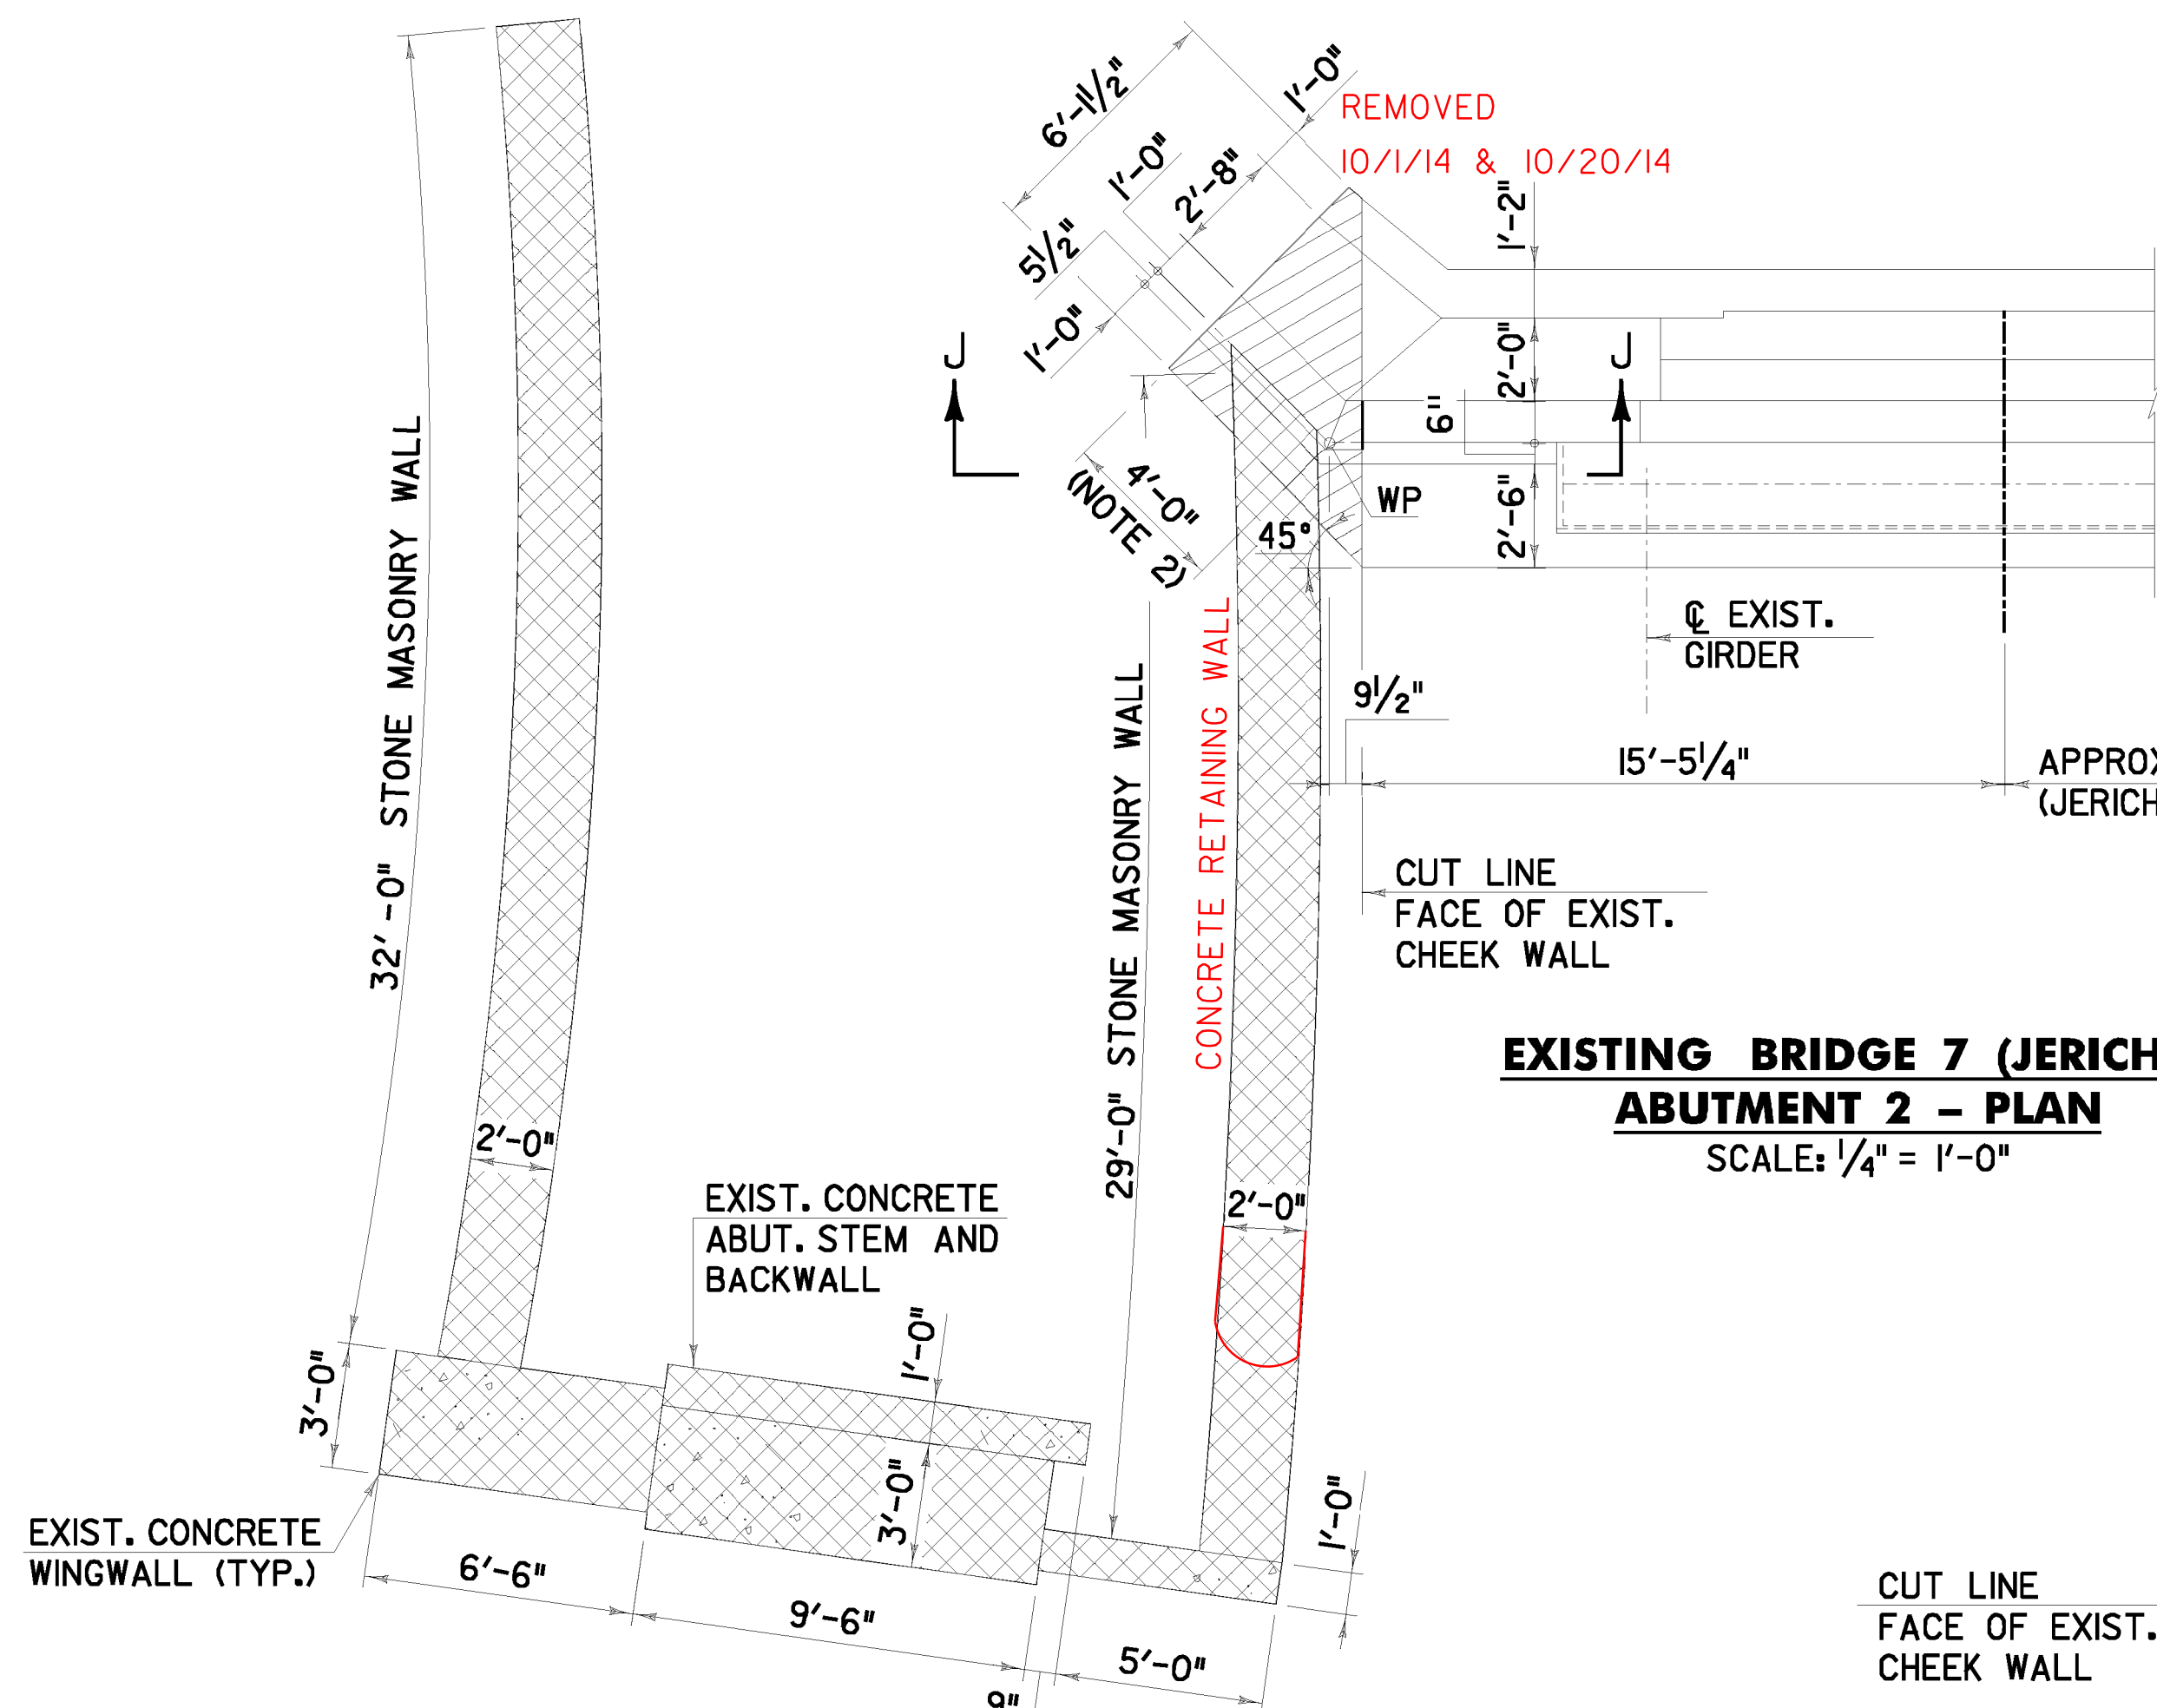 6'-11½"
1'-0"
REMOVED
10/1/14 & 10/20/14
1'-0"
2'-8"
5½"
1'-0"
1'-2"
2'-0"
6"
2'-6"
J
J
4'-0"
(NOTE 2)
WP
45°
℄ EXIST.
GIRDER
9½"
15'-5¼"
32'-0" STONE MASONRY WALL
29'-0" STONE MASONRY WALL
CONCRETE RETAINING WALL
CUT LINE
FACE OF EXIST.
CHEEK WALL
EXISTING BRIDGE 7 (JERICH
ABUTMENT 2 – PLAN
SCALE: ¼" = 1'-0"
APPROX
(JERICH
2'-0"
2'-0"
EXIST. CONCRETE
ABUT. STEM AND
BACKWALL
1'-0"
3'-0"
3'-0"
1'-0"
EXIST. CONCRETE
WINGWALL (TYP.)
6'-6"
9'-6"
5'-0"
CUT LINE
FACE OF EXIST.
CHEEK WALL